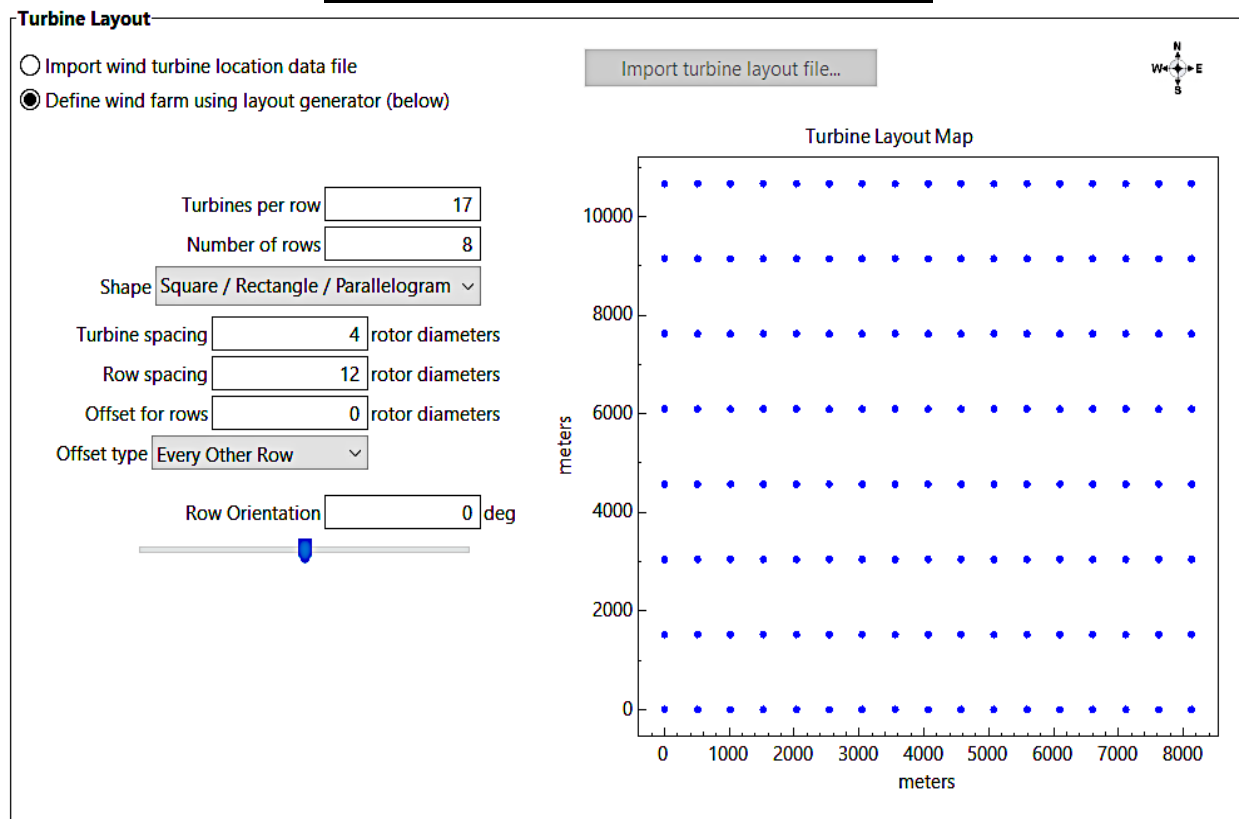 Turbine Layout
Import wind turbine location data file
Define wind farm using layout generator (below)
Import turbine layout file...
N
W E
S
Turbines per row 17
Number of rows 8
Shape Square / Rectangle / Parallelogram
Turbine spacing 4 rotor diameters
Row spacing 12 rotor diameters
Offset for rows 0 rotor diameters
Offset type Every Other Row
Row Orientation 0 deg
Turbine Layout Map
10000
8000
6000
4000
2000
0
meters
0 1000 2000 3000 4000 5000 6000 7000 8000
meters